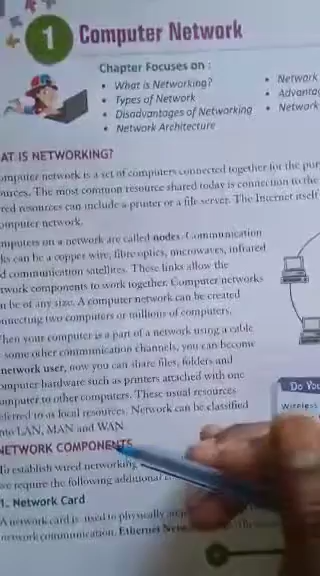 1 Computer Network
Chapter Focuses on :
• What is Networking?
• Types of Network
• Disadvantages of Networking
• Network Architecture
• Network
• Advanta
• Network
AT IS NETWORKING?
omputer network is a set of computers connected together for the pur
ources. The most common resource shared today is connection to the
red resources can include a printer or a file server. The Internet itself
omputer network.
mputers on a network are called nodes. Communication
ks can be a copper wire, fibre optics, microwaves, infrared
d communication satellites. These links allow the
twork components to work together. Computer networks
n be of any size. A computer network can be created
nnecting two computers or millions of computers.
hen your computer is a part of a network using a cable
some other communication channels, you can become
network user, now you can share files, folders and
omputer hardware such as printers attached with one
omputer to other computers. These usual resources
eferred to as local resources. Network can be classified
nto LAN, MAN and WAN.
Do You
Wireless
NETWORK COMPONENTS
To establish wired networking
we require the following additional
1. Network Card
A network card is used to physically
network communication. Ethernet